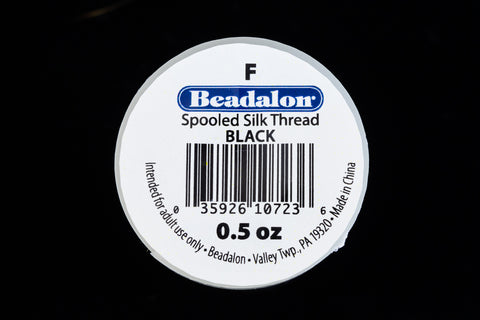 F
Beadalon®
Spooled Silk Thread
BLACK
0 35926 10723 6
0.5 oz
Intended for adult use only • Beadalon • Valley Twp., PA 19320 • Made in China